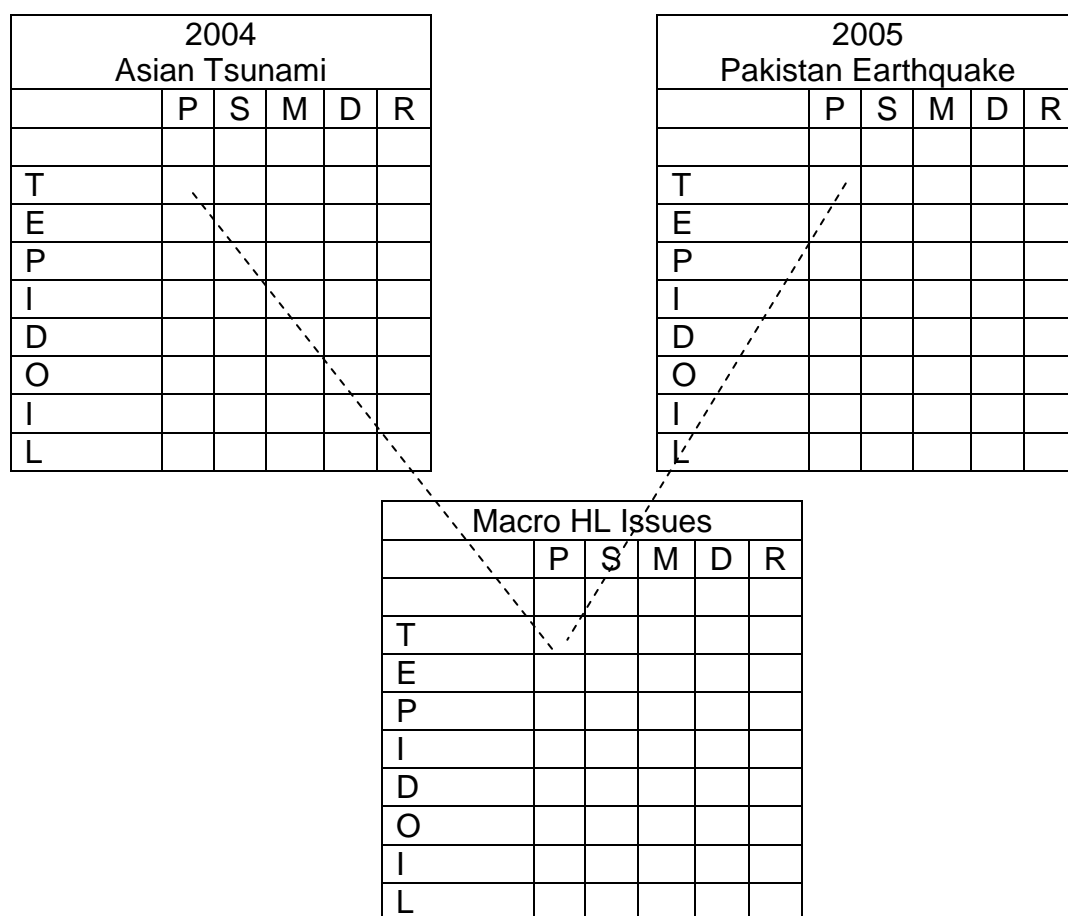 2004
Asian Tsunami
P S M D R
T
E
P
I
D
O
I
L
2005
Pakistan Earthquake
P S M D R
T
E
P
I
D
O
I
L
Macro HL Issues
P S M D R
T
E
P
I
D
O
I
L